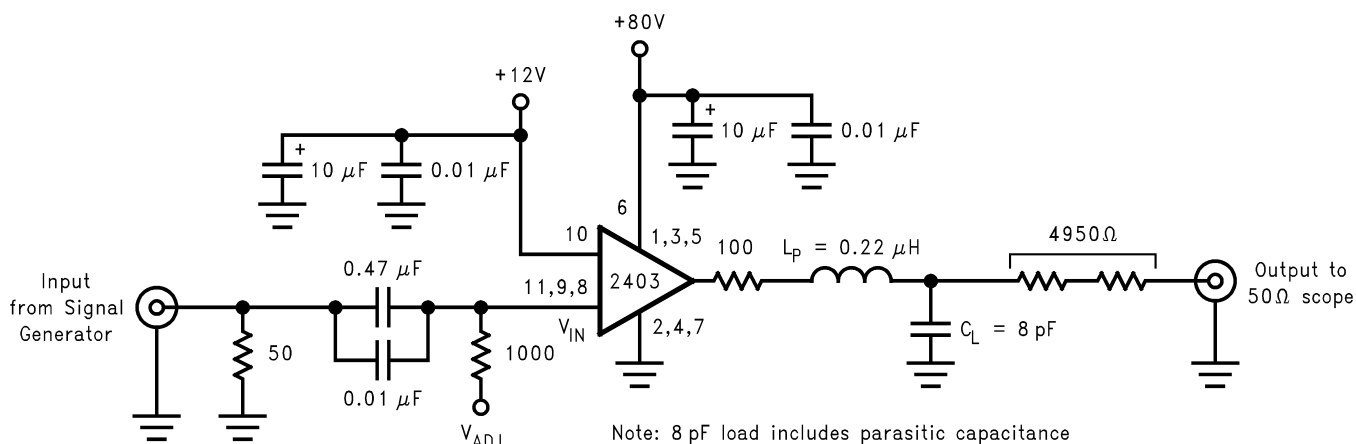 +80V
+12V
+
10 μF
0.01 μF
+
10 μF
0.01 μF
6
10
1,3,5
100
L_P = 0.22 μH
4950Ω
0.47 μF
11,9,8
2403
Input
from Signal
Generator
Output to
50Ω scope
V_IN
2,4,7
C_L = 8 pF
50
1000
0.01 μF
V_ADJ
Note: 8 pF load includes parasitic capacitance